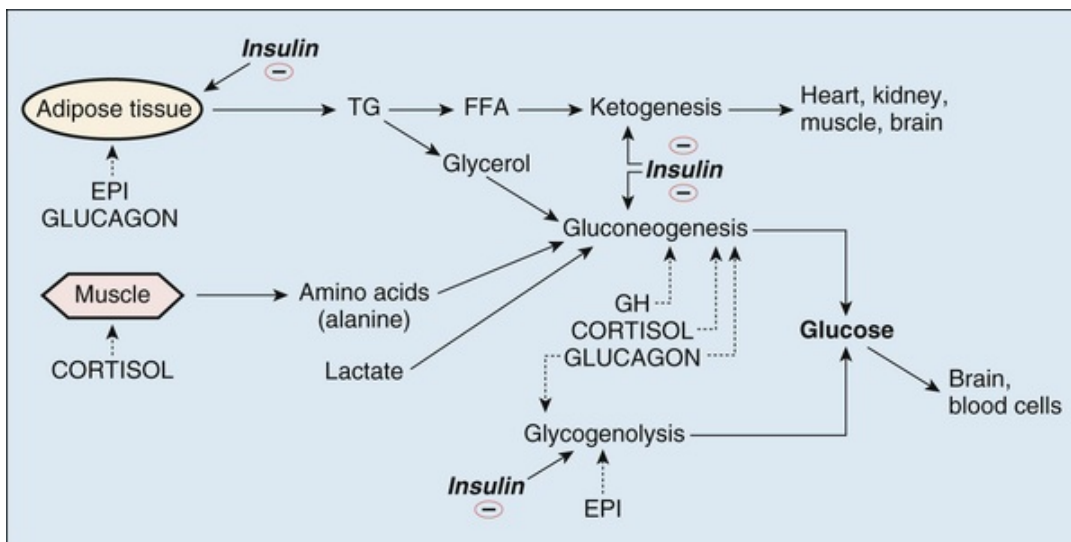 Insulin
−
Adipose tissue
TG
FFA
Ketogenesis
Heart, kidney,
muscle, brain
EPI
GLUCAGON
Glycerol
−
Insulin
−
Gluconeogenesis
Muscle
Amino acids
(alanine)
CORTISOL
Lactate
GH
CORTISOL
GLUCAGON
Glucose
Brain,
blood cells
Glycogenolysis
Insulin
−
EPI